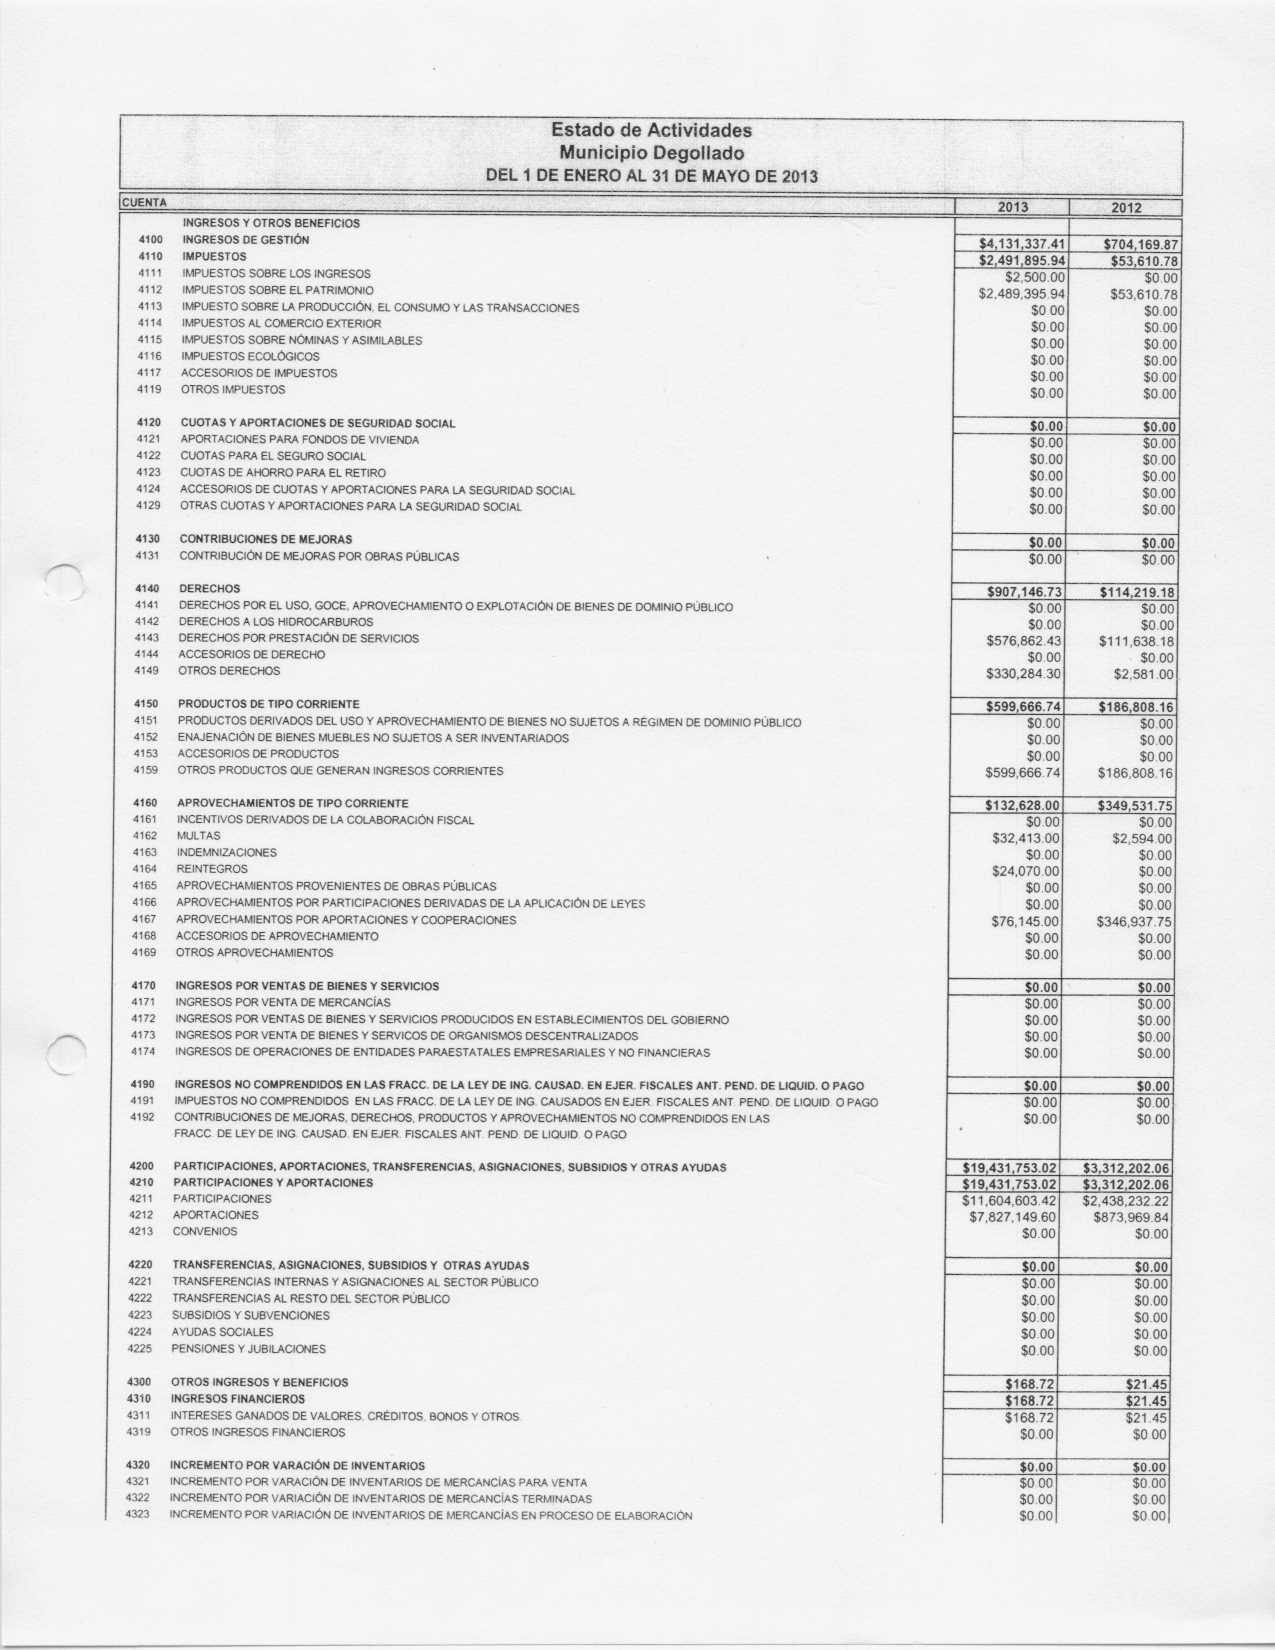 Estado de Actividades
Municipio Degollado
DEL 1 DE ENERO AL 31 DE MAYO DE 2013
CUENTA 2013 2012
INGRESOS Y OTROS BENEFICIOS
4100 INGRESOS DE GESTIÓN $4,131,337.41 $704,169.87
4110 IMPUESTOS $2,491,895.94 $53,610.78
4111 IMPUESTOS SOBRE LOS INGRESOS $2,500.00 $0.00
4112 IMPUESTOS SOBRE EL PATRIMONIO $2,489,395.94 $53,610.78
4113 IMPUESTO SOBRE LA PRODUCCIÓN, EL CONSUMO Y LAS TRANSACCIONES $0.00 $0.00
4114 IMPUESTOS AL COMERCIO EXTERIOR $0.00 $0.00
4115 IMPUESTOS SOBRE NÓMINAS Y ASIMILABLES $0.00 $0.00
4116 IMPUESTOS ECOLÓGICOS $0.00 $0.00
4117 ACCESORIOS DE IMPUESTOS $0.00 $0.00
4119 OTROS IMPUESTOS $0.00 $0.00
4120 CUOTAS Y APORTACIONES DE SEGURIDAD SOCIAL $0.00 $0.00
4121 APORTACIONES PARA FONDOS DE VIVIENDA $0.00 $0.00
4122 CUOTAS PARA EL SEGURO SOCIAL $0.00 $0.00
4123 CUOTAS DE AHORRO PARA EL RETIRO $0.00 $0.00
4124 ACCESORIOS DE CUOTAS Y APORTACIONES PARA LA SEGURIDAD SOCIAL $0.00 $0.00
4129 OTRAS CUOTAS Y APORTACIONES PARA LA SEGURIDAD SOCIAL $0.00 $0.00
4130 CONTRIBUCIONES DE MEJORAS $0.00 $0.00
4131 CONTRIBUCIÓN DE MEJORAS POR OBRAS PÚBLICAS $0.00 $0.00
4140 DERECHOS $907,146.73 $114,219.18
4141 DERECHOS POR EL USO, GOCE, APROVECHAMIENTO O EXPLOTACIÓN DE BIENES DE DOMINIO PÚBLICO $0.00 $0.00
4142 DERECHOS A LOS HIDROCARBUROS $0.00 $0.00
4143 DERECHOS POR PRESTACIÓN DE SERVICIOS $576,862.43 $111,638.18
4144 ACCESORIOS DE DERECHO $0.00 $0.00
4149 OTROS DERECHOS $330,284.30 $2,581.00
4150 PRODUCTOS DE TIPO CORRIENTE $599,666.74 $186,808.16
4151 PRODUCTOS DERIVADOS DEL USO Y APROVECHAMIENTO DE BIENES NO SUJETOS A RÉGIMEN DE DOMINIO PÚBLICO $0.00 $0.00
4152 ENAJENACIÓN DE BIENES MUEBLES NO SUJETOS A SER INVENTARIADOS $0.00 $0.00
4153 ACCESORIOS DE PRODUCTOS $0.00 $0.00
4159 OTROS PRODUCTOS QUE GENERAN INGRESOS CORRIENTES $599,666.74 $186,808.16
4160 APROVECHAMIENTOS DE TIPO CORRIENTE $132,628.00 $349,531.75
4161 INCENTIVOS DERIVADOS DE LA COLABORACIÓN FISCAL $0.00 $0.00
4162 MULTAS $32,413.00 $2,594.00
4163 INDEMNIZACIONES $0.00 $0.00
4164 REINTEGROS $24,070.00 $0.00
4165 APROVECHAMIENTOS PROVENIENTES DE OBRAS PÚBLICAS $0.00 $0.00
4166 APROVECHAMIENTOS POR PARTICIPACIONES DERIVADAS DE LA APLICACIÓN DE LEYES $0.00 $0.00
4167 APROVECHAMIENTOS POR APORTACIONES Y COOPERACIONES $76,145.00 $346,937.75
4168 ACCESORIOS DE APROVECHAMIENTO $0.00 $0.00
4169 OTROS APROVECHAMIENTOS $0.00 $0.00
4170 INGRESOS POR VENTAS DE BIENES Y SERVICIOS $0.00 $0.00
4171 INGRESOS POR VENTA DE MERCANCÍAS $0.00 $0.00
4172 INGRESOS POR VENTAS DE BIENES Y SERVICIOS PRODUCIDOS EN ESTABLECIMIENTOS DEL GOBIERNO $0.00 $0.00
4173 INGRESOS POR VENTA DE BIENES Y SERVICOS DE ORGANISMOS DESCENTRALIZADOS $0.00 $0.00
4174 INGRESOS DE OPERACIONES DE ENTIDADES PARAESTATALES EMPRESARIALES Y NO FINANCIERAS $0.00 $0.00
4190 INGRESOS NO COMPRENDIDOS EN LAS FRACC. DE LA LEY DE ING. CAUSAD. EN EJER. FISCALES ANT. PEND. DE LIQUID. O PAGO $0.00 $0.00
4191 IMPUESTOS NO COMPRENDIDOS EN LAS FRACC. DE LA LEY DE ING. CAUSADOS EN EJER. FISCALES ANT. PEND. DE LIQUID. O PAGO $0.00 $0.00
4192 CONTRIBUCIONES DE MEJORAS, DERECHOS, PRODUCTOS Y APROVECHAMIENTOS NO COMPRENDIDOS EN LAS $0.00 $0.00
FRACC. DE LEY DE ING. CAUSAD. EN EJER. FISCALES ANT. PEND. DE LIQUID. O PAGO
4200 PARTICIPACIONES, APORTACIONES, TRANSFERENCIAS, ASIGNACIONES, SUBSIDIOS Y OTRAS AYUDAS $19,431,753.02 $3,312,202.06
4210 PARTICIPACIONES Y APORTACIONES $19,431,753.02 $3,312,202.06
4211 PARTICIPACIONES $11,604,603.42 $2,438,232.22
4212 APORTACIONES $7,827,149.60 $873,969.84
4213 CONVENIOS $0.00 $0.00
4220 TRANSFERENCIAS, ASIGNACIONES, SUBSIDIOS Y OTRAS AYUDAS $0.00 $0.00
4221 TRANSFERENCIAS INTERNAS Y ASIGNACIONES AL SECTOR PÚBLICO $0.00 $0.00
4222 TRANSFERENCIAS AL RESTO DEL SECTOR PÚBLICO $0.00 $0.00
4223 SUBSIDIOS Y SUBVENCIONES $0.00 $0.00
4224 AYUDAS SOCIALES $0.00 $0.00
4225 PENSIONES Y JUBILACIONES $0.00 $0.00
4300 OTROS INGRESOS Y BENEFICIOS $168.72 $21.45
4310 INGRESOS FINANCIEROS $168.72 $21.45
4311 INTERESES GANADOS DE VALORES, CRÉDITOS, BONOS Y OTROS. $168.72 $21.45
4319 OTROS INGRESOS FINANCIEROS $0.00 $0.00
4320 INCREMENTO POR VARACIÓN DE INVENTARIOS $0.00 $0.00
4321 INCREMENTO POR VARACIÓN DE INVENTARIOS DE MERCANCÍAS PARA VENTA $0.00 $0.00
4322 INCREMENTO POR VARIACIÓN DE INVENTARIOS DE MERCANCÍAS TERMINADAS $0.00 $0.00
4323 INCREMENTO POR VARIACIÓN DE INVENTARIOS DE MERCANCÍAS EN PROCESO DE ELABORACIÓN $0.00 $0.00